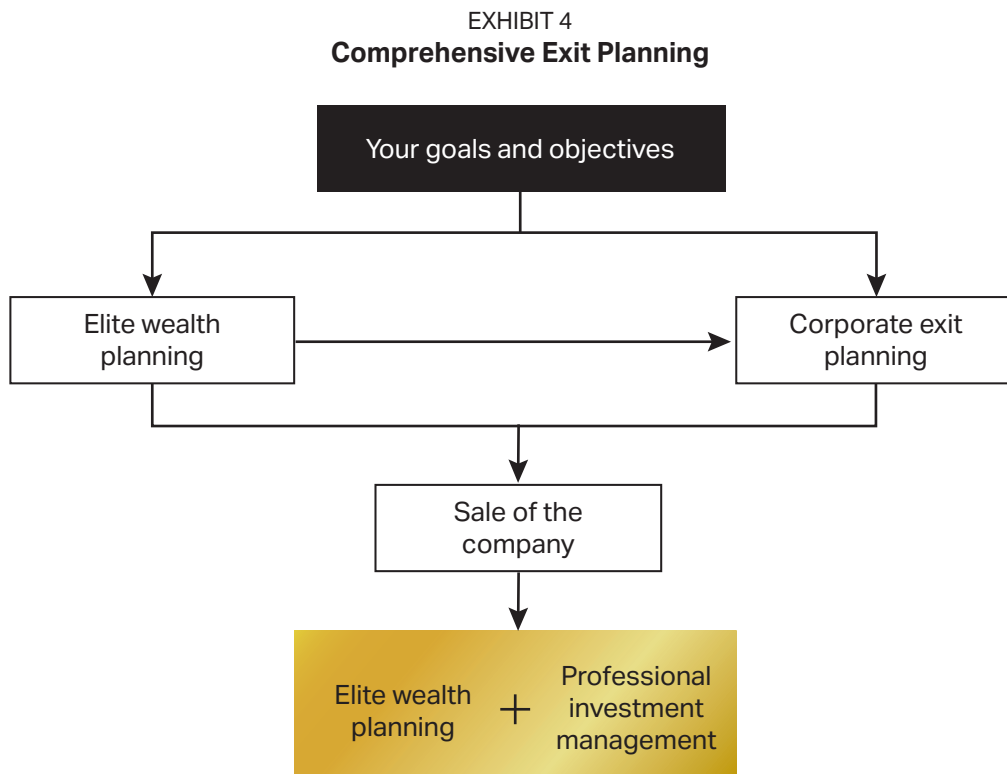 EXHIBIT 4
Comprehensive Exit Planning
Your goals and objectives
Elite wealth
planning
Corporate exit
planning
Sale of the
company
Elite wealth
planning
+
Professional
investment
management